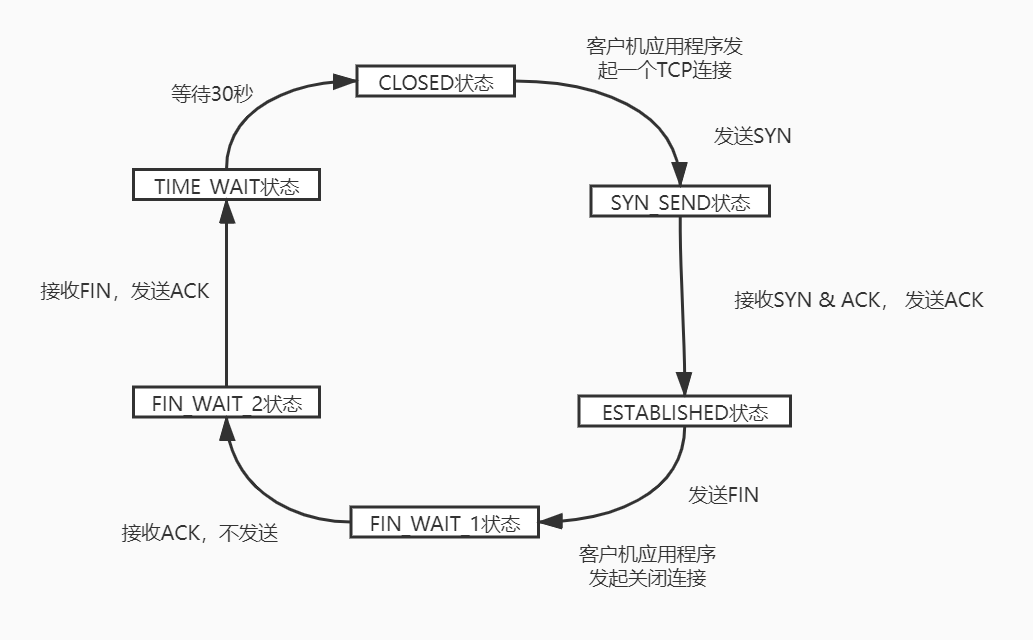 客户机应用程序发
起一个TCP连接
CLOSED状态
等待30秒
发送SYN
TIME_WAIT状态
SYN_SEND状态
接收FIN，发送ACK
接收SYN & ACK， 发送ACK
FIN_WAIT_2状态
ESTABLISHED状态
发送FIN
FIN_WAIT_1状态
接收ACK，不发送
客户机应用程序
发起关闭连接